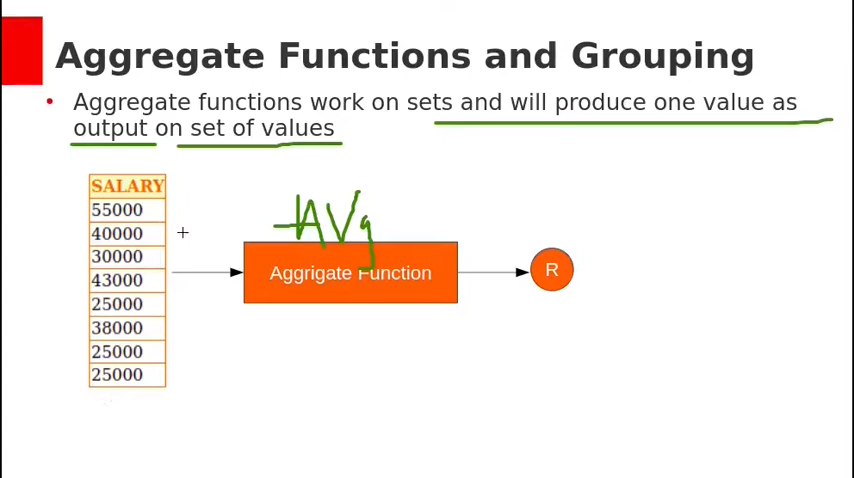 Aggregate Functions and Grouping
• Aggregate functions work on sets and will produce one value as
output on set of values
SALARY
55000
40000
30000
43000
25000
38000
25000
25000
AVg
Aggrigate Function
R